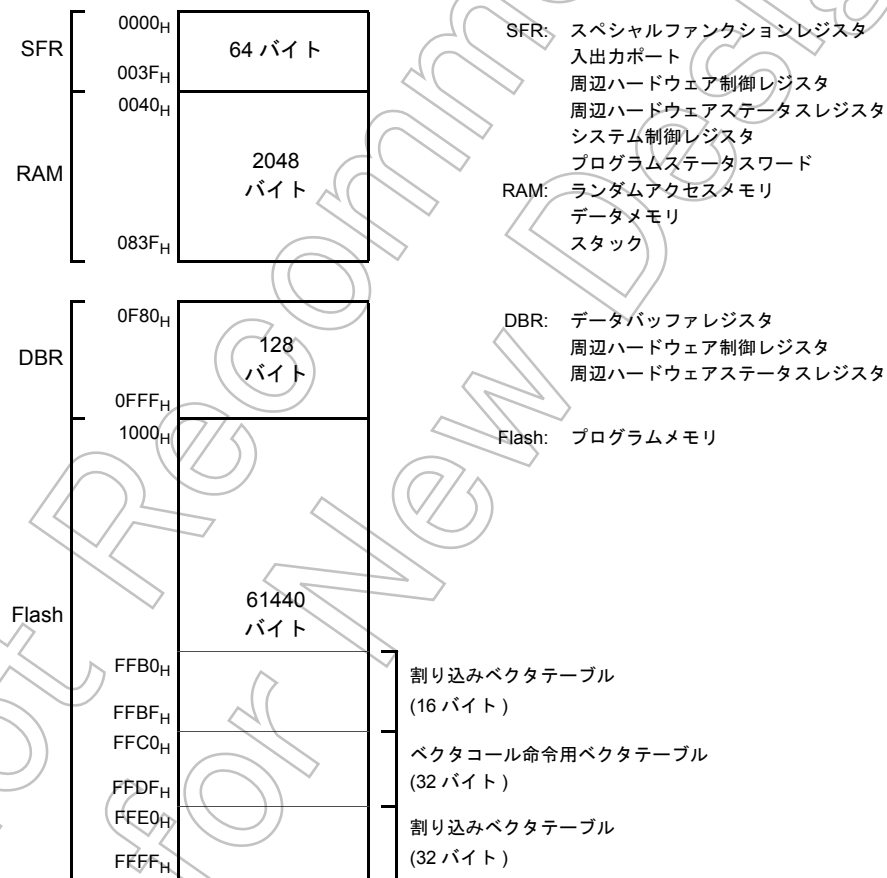 SFR
0000H
003FH
64 バイト
RAM
0040H
083FH
2048
バイト
DBR
0F80H
0FFFH
128
バイト
Flash
1000H
61440
バイト
FFB0H
FFBFH
FFC0H
FFDFH
FFE0H
FFFFH
割り込みベクタテーブル
(16 バイト )
ベクタコール命令用ベクタテーブル
(32 バイト )
割り込みベクタテーブル
(32 バイト )
SFR: スペシャルファンクションレジスタ
入出力ポート
周辺ハードウェア制御レジスタ
周辺ハードウェアステータスレジスタ
システム制御レジスタ
プログラムステータスワード
RAM: ランダムアクセスメモリ
データメモリ
スタック
DBR: データバッファレジスタ
周辺ハードウェア制御レジスタ
周辺ハードウェアステータスレジスタ
Flash: プログラムメモリ
Not Recomme
for New Desig